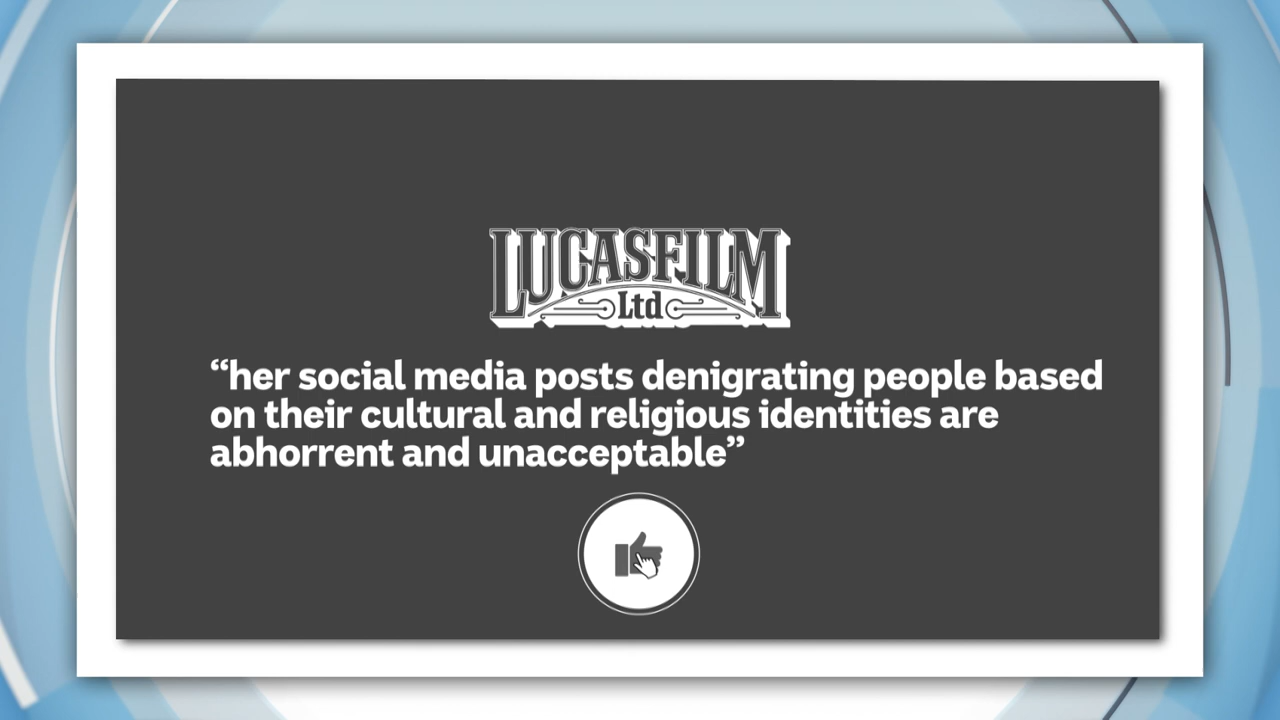 LUCASFILM
Ltd
“her social media posts denigrating people based
on their cultural and religious identities are
abhorrent and unacceptable”